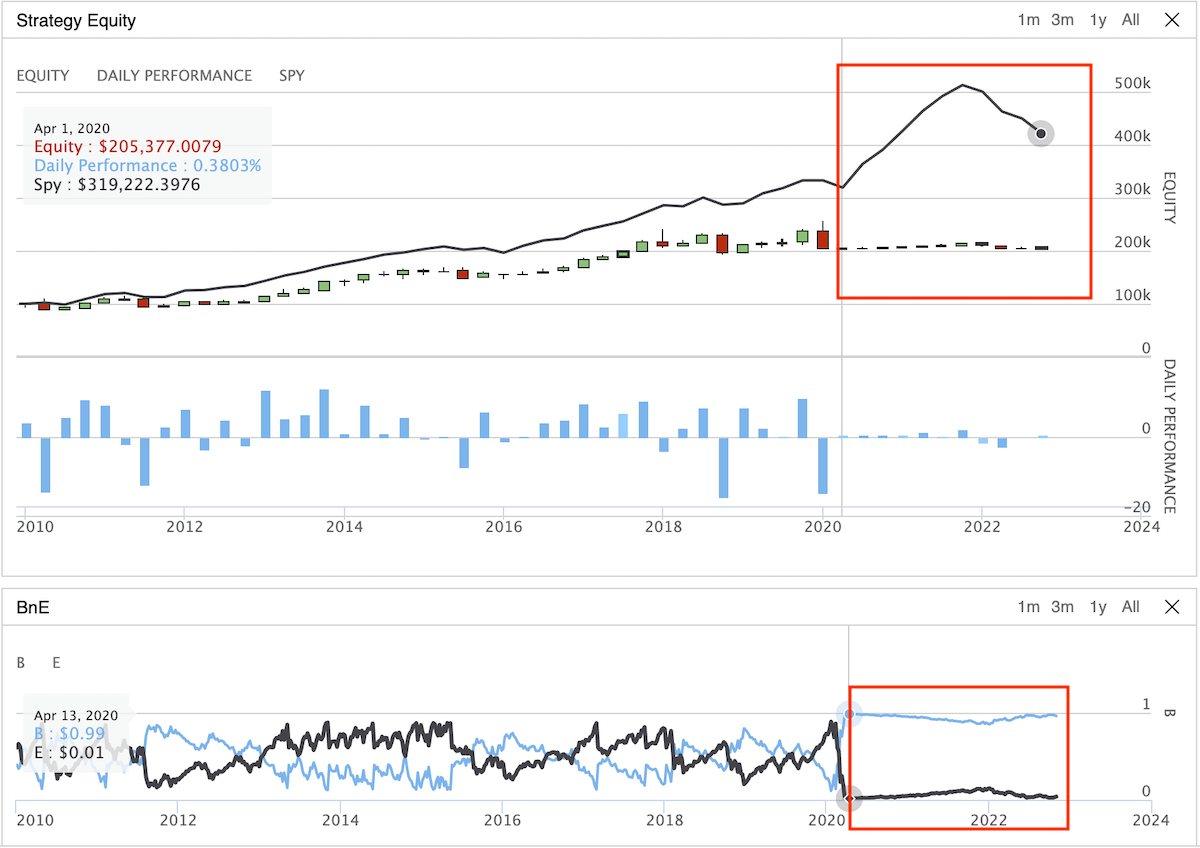 Strategy Equity
1m 3m 1y All
EQUITY DAILY PERFORMANCE SPY
Apr 1, 2020
Equity : $205,377.0079
Daily Performance : 0.3803%
Spy : $319,222.3976
500k
400k
300k
200k
100k
0
EQUITY
0
-20
DAILY PERFORMANCE
2010 2012 2014 2016 2018 2020 2022 2024
BnE
1m 3m 1y All
B E
Apr 13, 2020
B : $0.99
E : $0.01
1
0
B
2010 2012 2014 2016 2018 2020 2022 2024